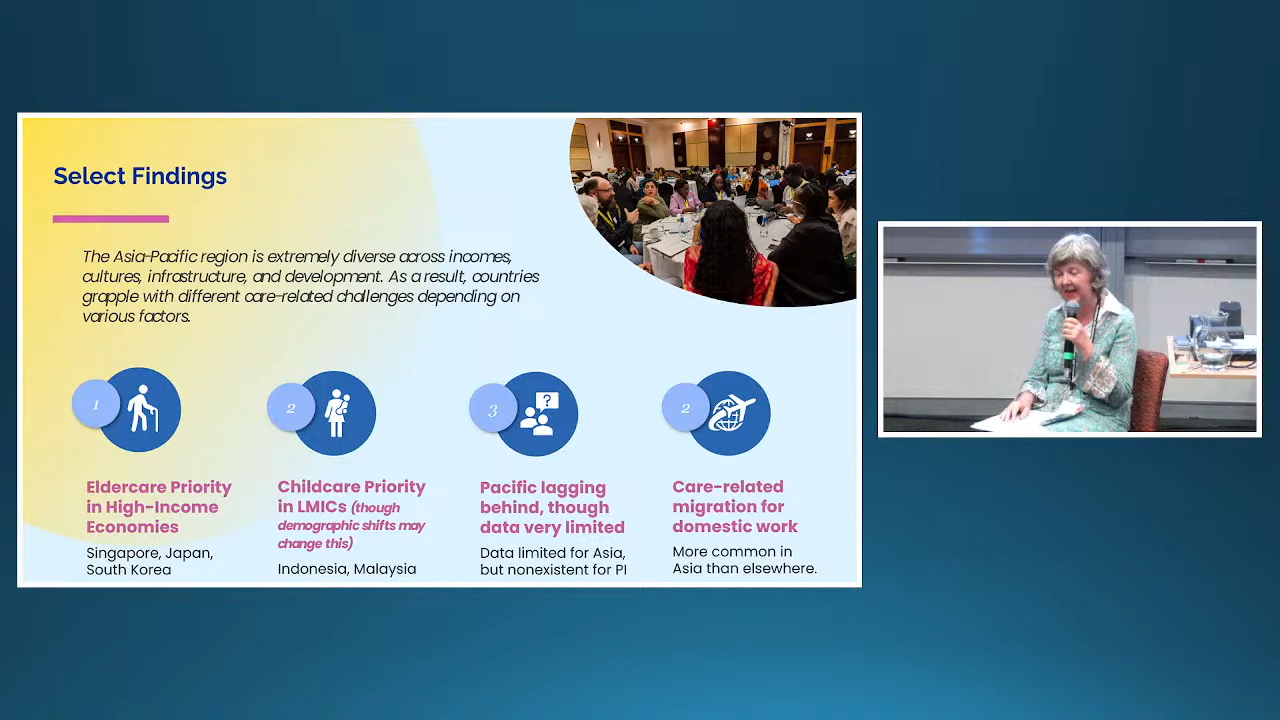 Select Findings
The Asia-Pacific region is extremely diverse across incomes,
cultures, infrastructure, and development. As a result, countries
grapple with different care-related challenges depending on
various factors.
1
Eldercare Priority
in High-Income
Economies
Singapore, Japan,
South Korea
2
Childcare Priority
in LMICs (though
demographic shifts may
change this)
Indonesia, Malaysia
3
?
Pacific lagging
behind, though
data very limited
Data limited for Asia,
but nonexistent for PI
2
Care-related
migration for
domestic work
More common in
Asia than elsewhere.